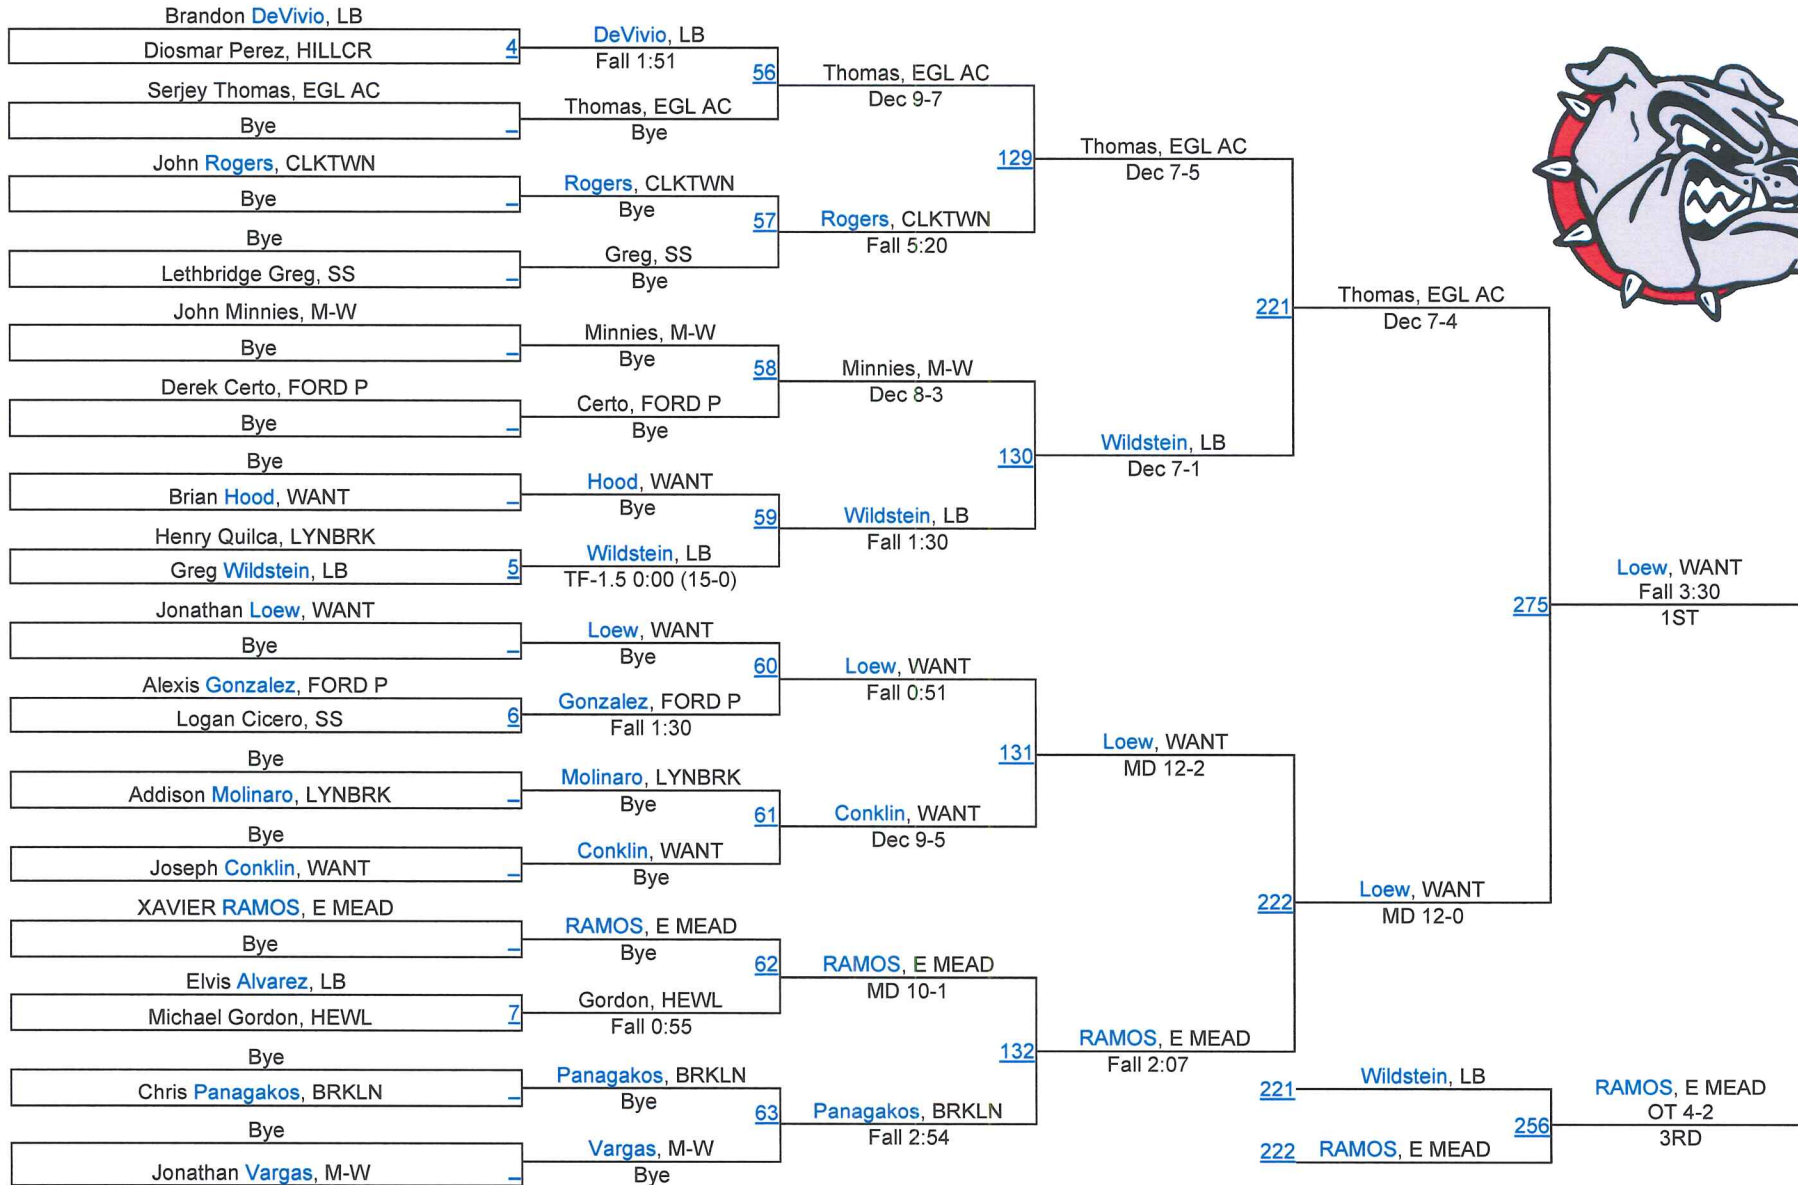 Brandon DeVivio, LB
Diosmar Perez, HILLCR 4
Serjey Thomas, EGL AC
Bye –
John Rogers, CLKTWN
Bye –
Bye
Lethbridge Greg, SS –
John Minnies, M-W
Bye –
Derek Certo, FORD P
Bye –
Bye
Brian Hood, WANT –
Henry Quilca, LYNBRK
Greg Wildstein, LB 5
Jonathan Loew, WANT
Bye –
Alexis Gonzalez, FORD P
Logan Cicero, SS 6
Bye
Addison Molinaro, LYNBRK –
Bye
Joseph Conklin, WANT –
XAVIER RAMOS, E MEAD
Bye –
Elvis Alvarez, LB
Michael Gordon, HEWL 7
Bye
Chris Panagakos, BRKLN –
Bye
Jonathan Vargas, M-W –
DeVivio, LB
Fall 1:51
56
Thomas, EGL AC
Bye
Rogers, CLKTWN
Bye
57
Greg, SS
Bye
Minnies, M-W
Bye
58
Certo, FORD P
Bye
Hood, WANT
Bye
59
Wildstein, LB
TF-1.5 0:00 (15-0)
Loew, WANT
Bye
60
Gonzalez, FORD P
Fall 1:30
Molinaro, LYNBRK
Bye
61
Conklin, WANT
Bye
RAMOS, E MEAD
Bye
62
Gordon, HEWL
Fall 0:55
Panagakos, BRKLN
Bye
63
Vargas, M-W
Bye
Thomas, EGL AC
Dec 9-7
129
Rogers, CLKTWN
Fall 5:20
Minnies, M-W
Dec 8-3
130
Wildstein, LB
Fall 1:30
Loew, WANT
Fall 0:51
131
Conklin, WANT
Dec 9-5
RAMOS, E MEAD
MD 10-1
132
Panagakos, BRKLN
Fall 2:54
Thomas, EGL AC
Dec 7-5
221
Wildstein, LB
Dec 7-1
Loew, WANT
MD 12-2
222
RAMOS, E MEAD
Fall 2:07
Thomas, EGL AC
Dec 7-4
275
Loew, WANT
MD 12-0
Loew, WANT
Fall 3:30
1ST
221 Wildstein, LB
256
222 RAMOS, E MEAD
RAMOS, E MEAD
OT 4-2
3RD